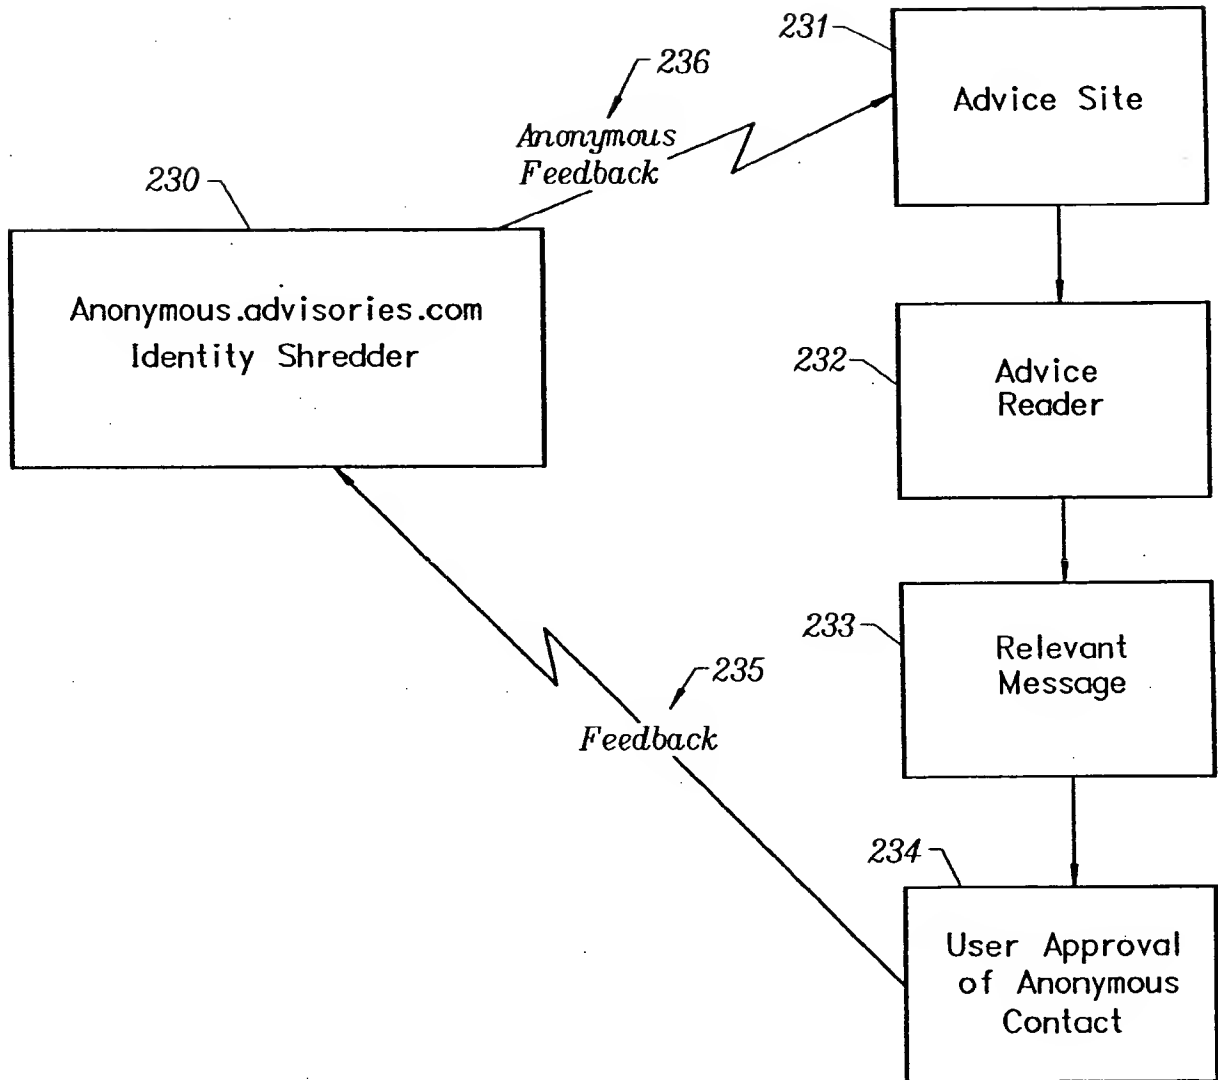 231
Advice Site
236
Anonymous
Feedback
230
Anonymous.advisories.com
Identity Shredder
232
Advice
Reader
233
Relevant
Message
235
Feedback
234
User Approval
of Anonymous
Contact